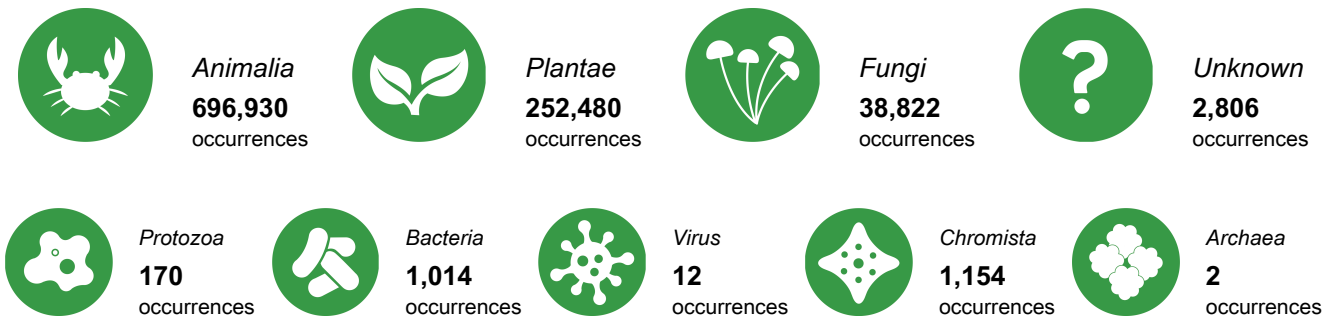 Animalia
696,930
occurrences
Plantae
252,480
occurrences
Fungi
38,822
occurrences
?
Unknown
2,806
occurrences
Protozoa
170
occurrences
Bacteria
1,014
occurrences
Virus
12
occurrences
Chromista
1,154
occurrences
Archaea
2
occurrences